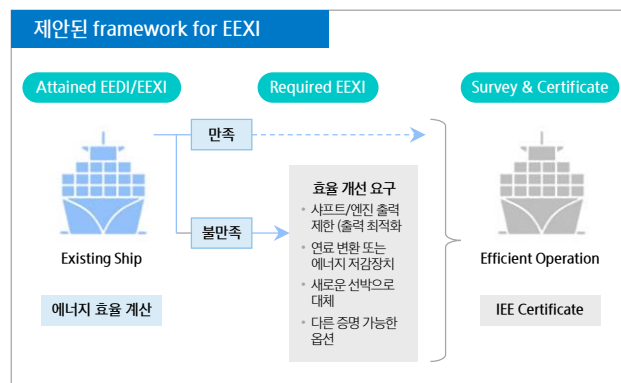 제안된 framework for EEXI
Attained EEDI/EEXI
Required EEXI
Survey & Certificate
만족
불만족
효율 개선 요구
• 샤프트/엔진 출력
제한 (출력 최적화
• 연료 변환 또는
에너지 저감장치
• 새로운 선박으로
대체
• 다른 증명 가능한
옵션
Existing Ship
Efficient Operation
에너지 효율 계산
IEE Certificate